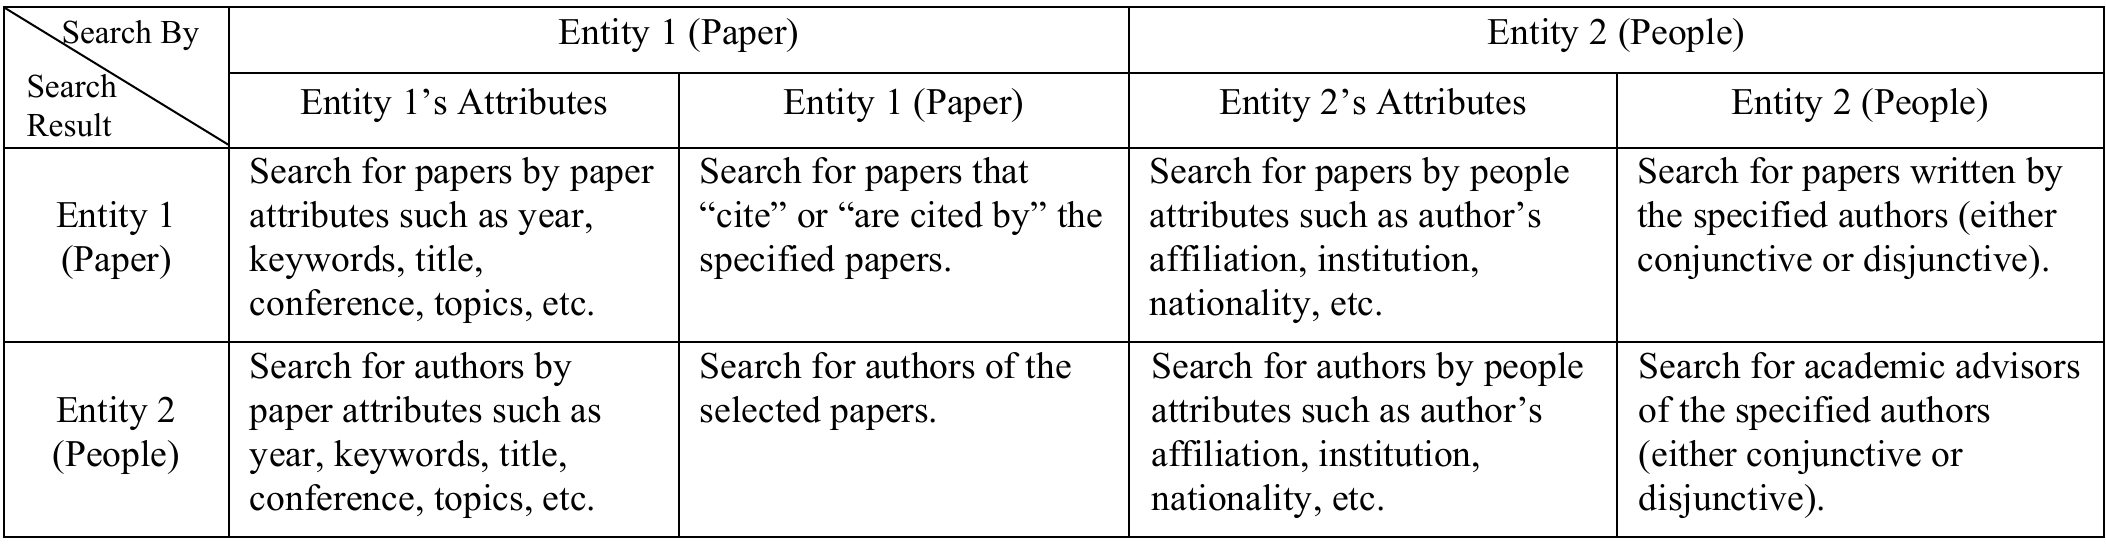 Search By
Search
Result
Entity 1 (Paper)
Entity 2 (People)
Entity 1’s Attributes
Entity 1 (Paper)
Entity 2’s Attributes
Entity 2 (People)
Entity 1
(Paper)
Search for papers by paper
attributes such as year,
keywords, title,
conference, topics, etc.
Search for papers that
“cite” or “are cited by” the
specified papers.
Search for papers by people
attributes such as author’s
affiliation, institution,
nationality, etc.
Search for papers written by
the specified authors (either
conjunctive or disjunctive).
Entity 2
(People)
Search for authors by
paper attributes such as
year, keywords, title,
conference, topics, etc.
Search for authors of the
selected papers.
Search for authors by people
attributes such as author’s
affiliation, institution,
nationality, etc.
Search for academic advisors
of the specified authors
(either conjunctive or
disjunctive).